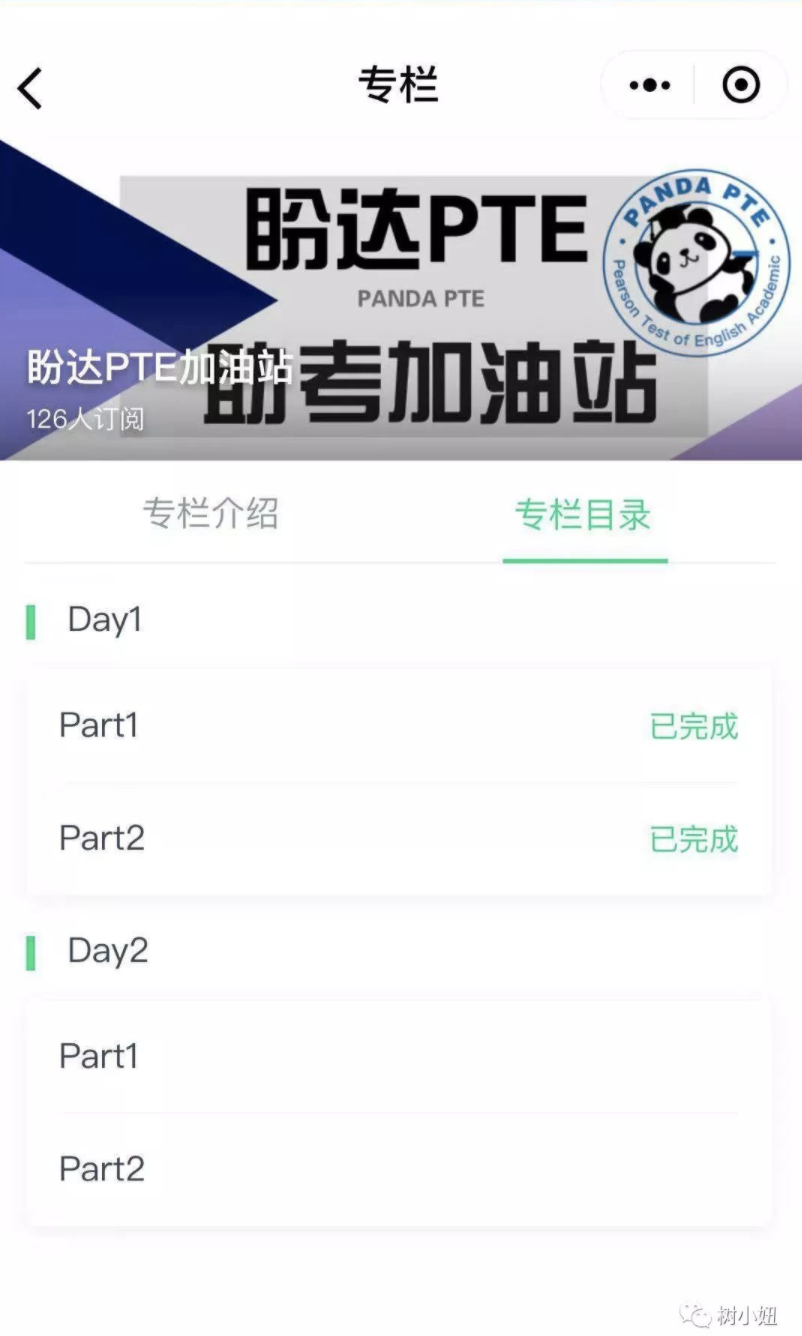 专栏
盼达PTE
PANDA PTE
助考加油站
PANDA PTE
Pearson Test of English Academic
盼达PTE加油站
126人订阅
专栏介绍
专栏目录
Day1
Part1
已完成
Part2
已完成
Day2
Part1
Part2
树小妞